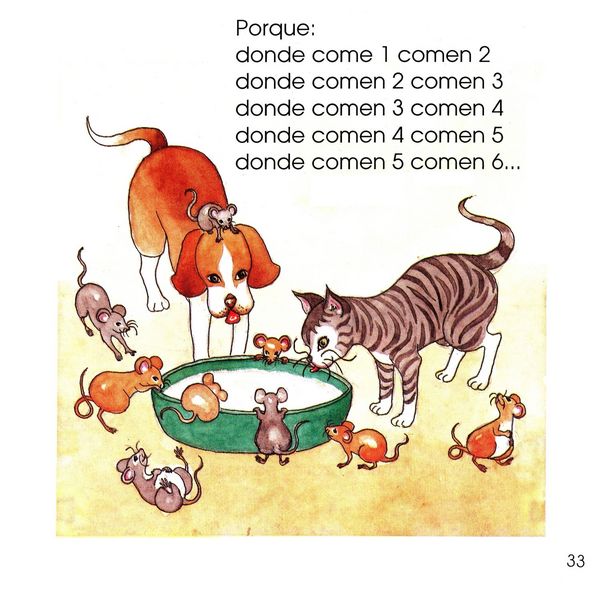 Porque:
donde come 1 comen 2
donde comen 2 comen 3
donde comen 3 comen 4
donde comen 4 comen 5
donde comen 5 comen 6...
33